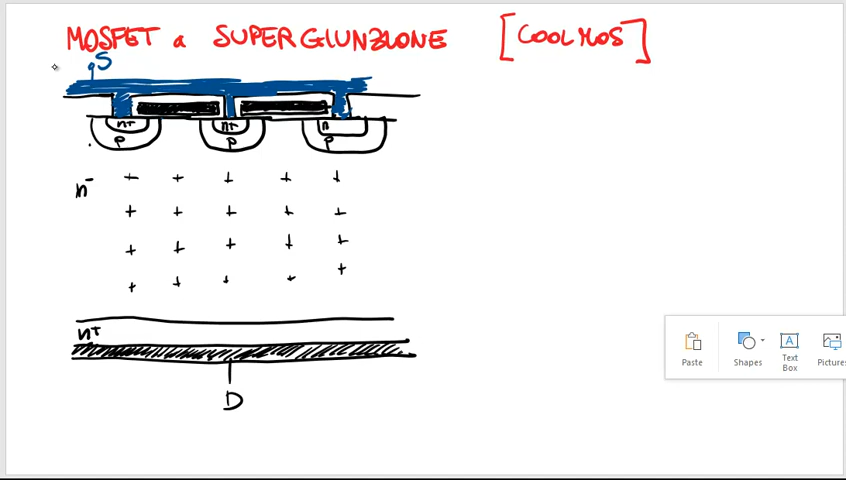 MOSFET a SUPERGIUNZIONE [COOLMOS]
S
n+ n+ n
p p p
n-
+ + + + +
+ + + + +
+ + + + +
+ + + + +
n+
D
Paste Shapes Text Box Pictures